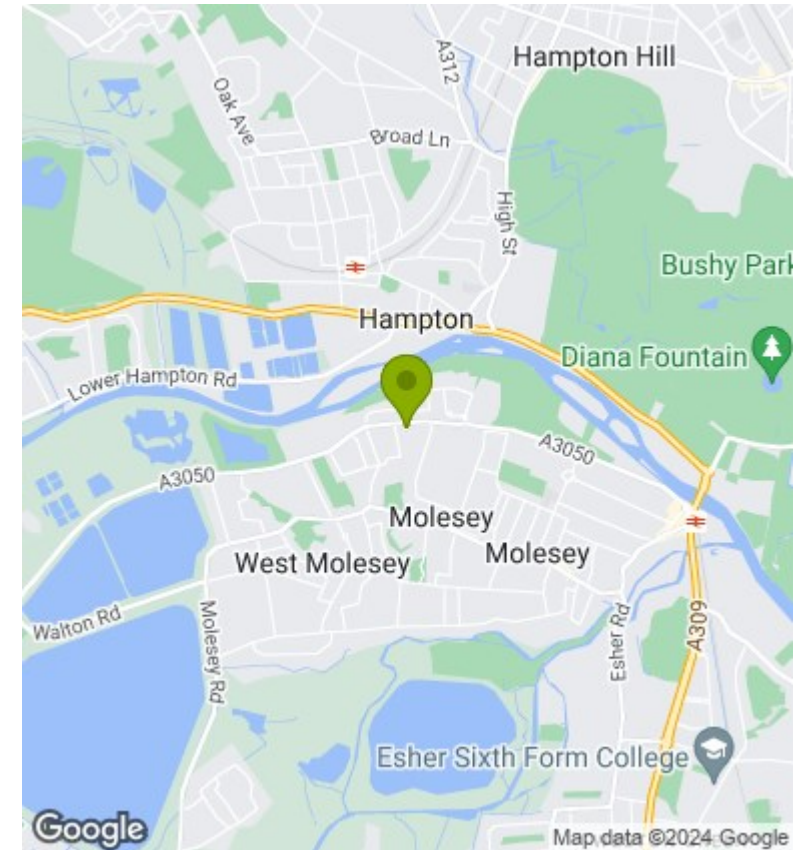 Hampton Hill
A312
Oak Ave
Broad Ln
High St
Bushy Park
Hampton
Diana Fountain
Lower Hampton Rd
A3050
A3050
Molesey
Molesey
West Molesey
Walton Rd
Molesey Rd
Esher Rd
A309
Esher Sixth Form College
Google
Map data ©2024 Google